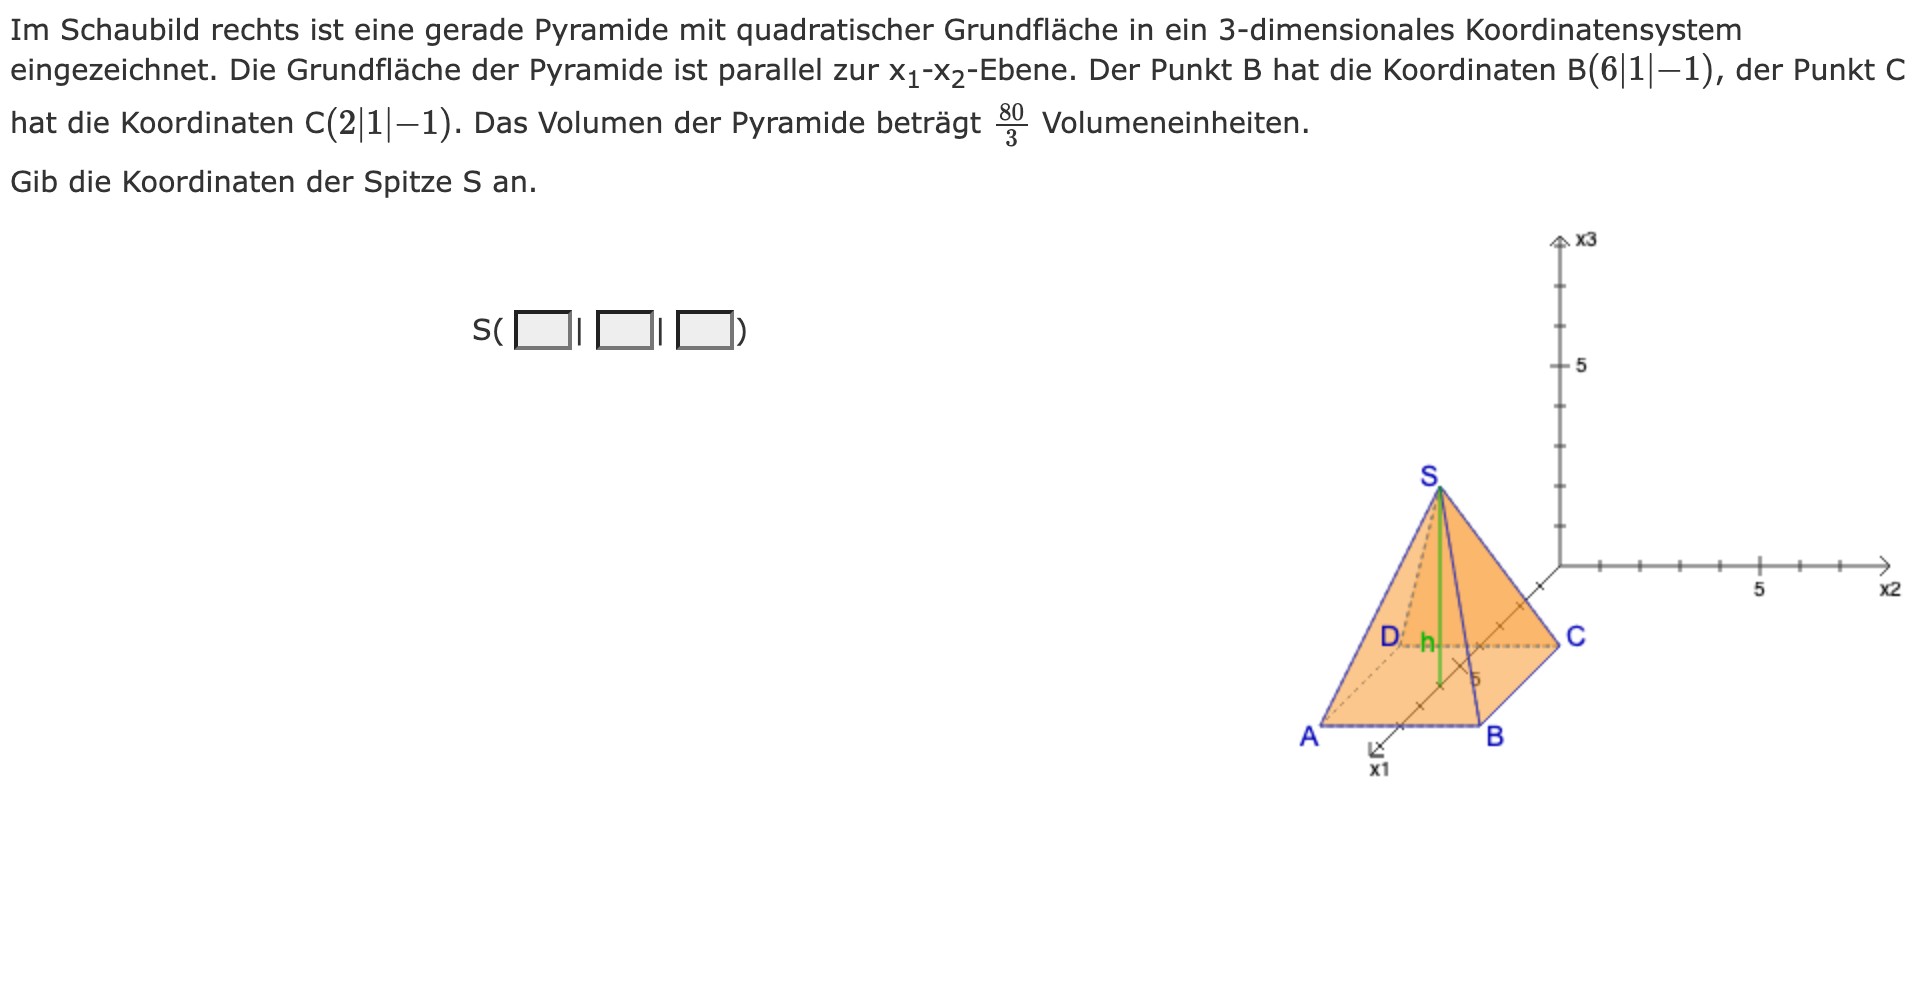 Im Schaubild rechts ist eine gerade Pyramide mit quadratischer Grundfläche in ein 3-dimensionales Koordinatensystem
eingezeichnet. Die Grundfläche der Pyramide ist parallel zur x₁-x₂-Ebene. Der Punkt B hat die Koordinaten B(6|1|−1), der Punkt C
hat die Koordinaten C(2|1|−1). Das Volumen der Pyramide beträgt 80/3 Volumeneinheiten.
Gib die Koordinaten der Spitze S an.
S( | | )
x3
5
S
5
x2
D h C
5
A B
x1